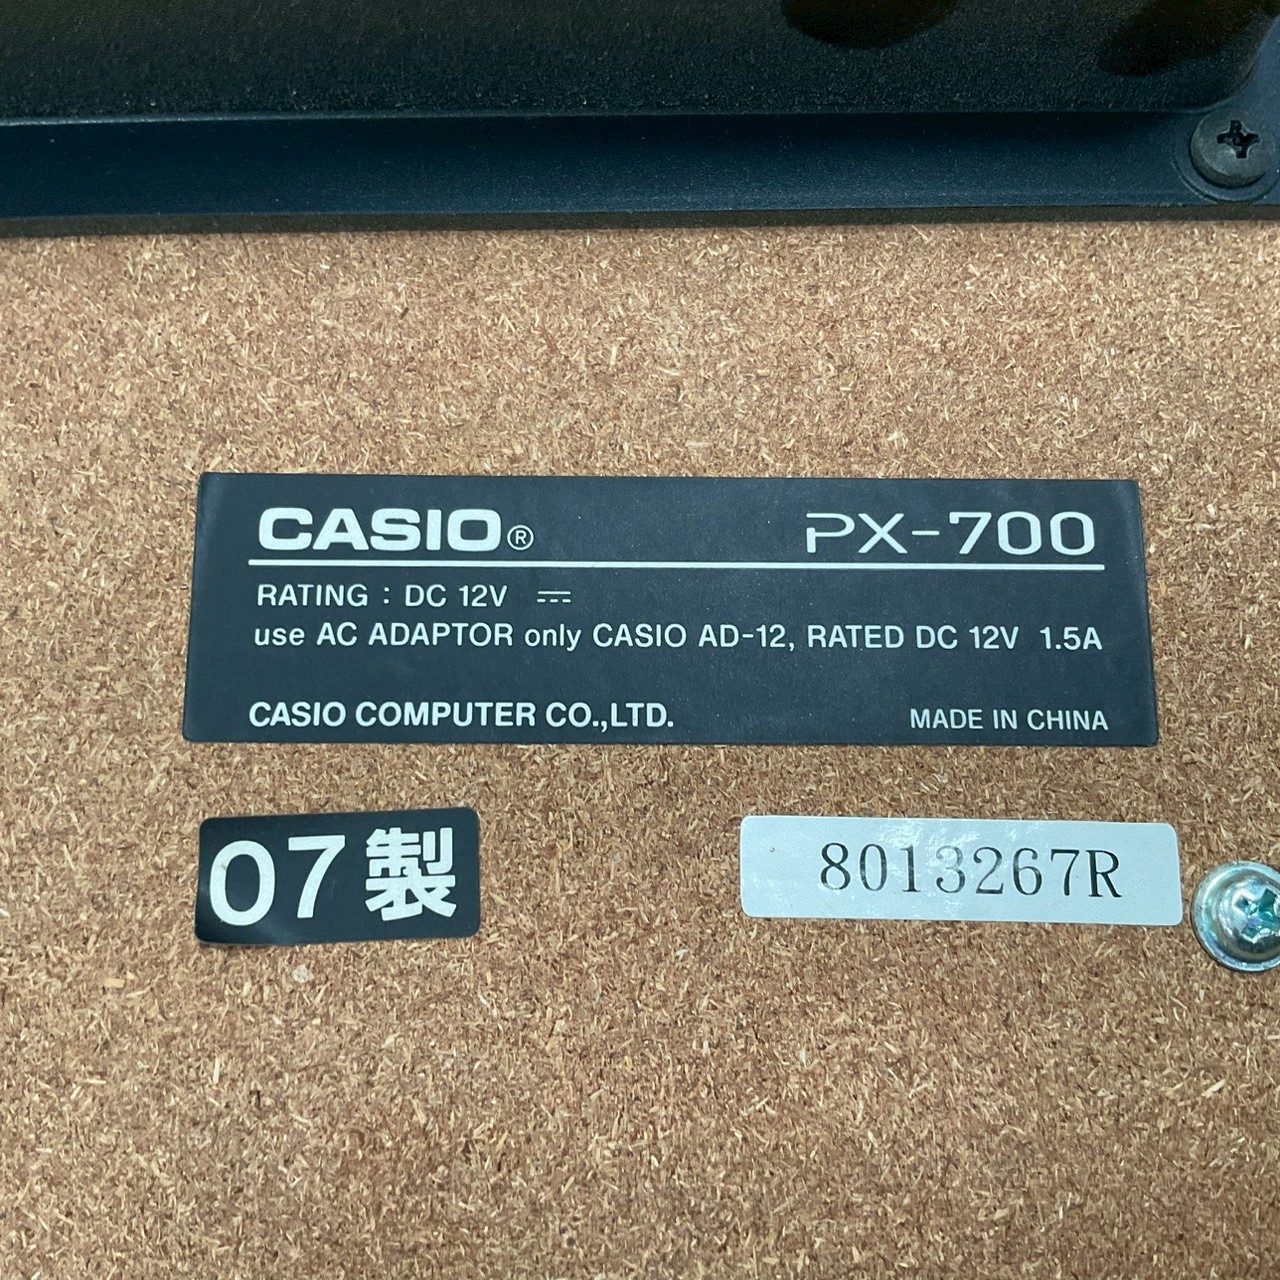 CASIO® PX-700
RATING : DC 12V ⎓
use AC ADAPTOR only CASIO AD-12, RATED DC 12V 1.5A
CASIO COMPUTER CO.,LTD. MADE IN CHINA
07製 8013267R